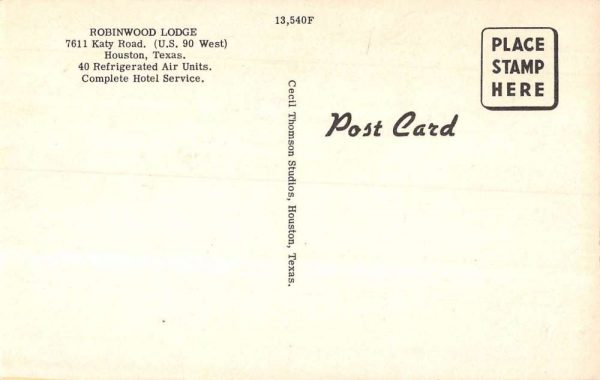 13,540F
ROBINWOOD LODGE
7611 Katy Road. (U.S. 90 West)
Houston, Texas.
40 Refrigerated Air Units.
Complete Hotel Service.
Cecil Thomson Studios, Houston, Texas.
PLACE
STAMP
HERE
Post Card